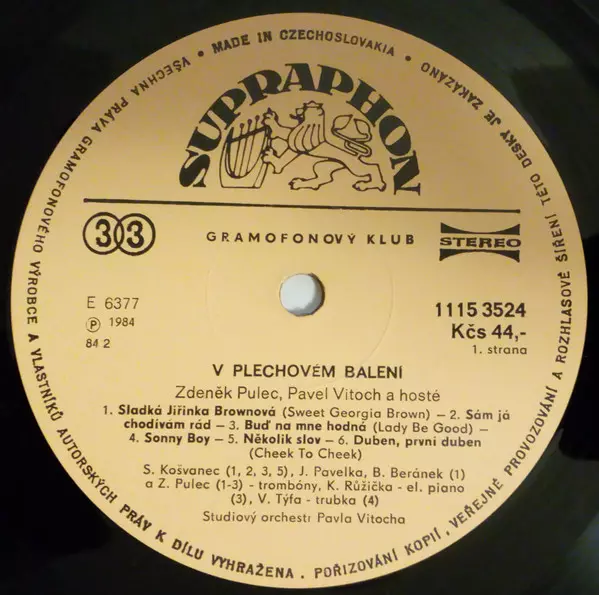 VŠECHNA PRÁVA GRAMOFONOVÉHO VÝROBCE A VLASTNÍKŮ AUTORSKÝCH PRÁV K DÍLU VYHRAŽENA. POŘIZOVÁNÍ KOPIÍ, VEŘEJNÉ PROVOZOVÁNÍ A ROZHLASOVÉ ŠÍŘENÍ TÉTO DESKY JE ZAKÁZÁNO • MADE IN CZECHOSLOVAKIA •
SUPRAPHON
33
GRAMOFONOVÝ KLUB
STEREO
E 6377
Ⓟ 1984
84 2
1115 3524
Kčs 44,-
1. strana
V PLECHOVÉM BALENÍ
Zdeněk Pulec, Pavel Vitoch a hosté
1. Sladká Jiřinka Brownová (Sweet Georgia Brown) – 2. Sám já
chodívám rád – 3. Buď na mne hodná (Lady Be Good) –
4. Sonny Boy – 5. Několik slov – 6. Duben, první duben
(Cheek To Cheek)
S. Košvanec (1, 2, 3, 5), J. Pavelka, B. Beránek (1)
a Z. Pulec (1-3) - trombóny, K. Růžička - el. piano
(3), V. Týfa - trubka (4)
Studiový orchestr Pavla Vitocha